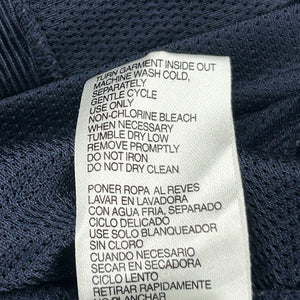 TURN GARMENT INSIDE OUT
MACHINE WASH COLD,
SEPARATELY
GENTLE CYCLE
USE ONLY
NON-CHLORINE BLEACH
WHEN NECESSARY
TUMBLE DRY LOW
REMOVE PROMPTLY
DO NOT IRON
DO NOT DRY CLEAN
PONER ROPA AL REVES
LAVAR EN LAVADORA
CON AGUA FRIA, SEPARADO
CICLO DELICADO
USE SOLO BLANQUEADOR
SIN CLORO
CUANDO NECESARIO
SECAR EN SECADORA
CICLO LENTO
RETIRAR RAPIDAMENTE
NO PLANCHAR